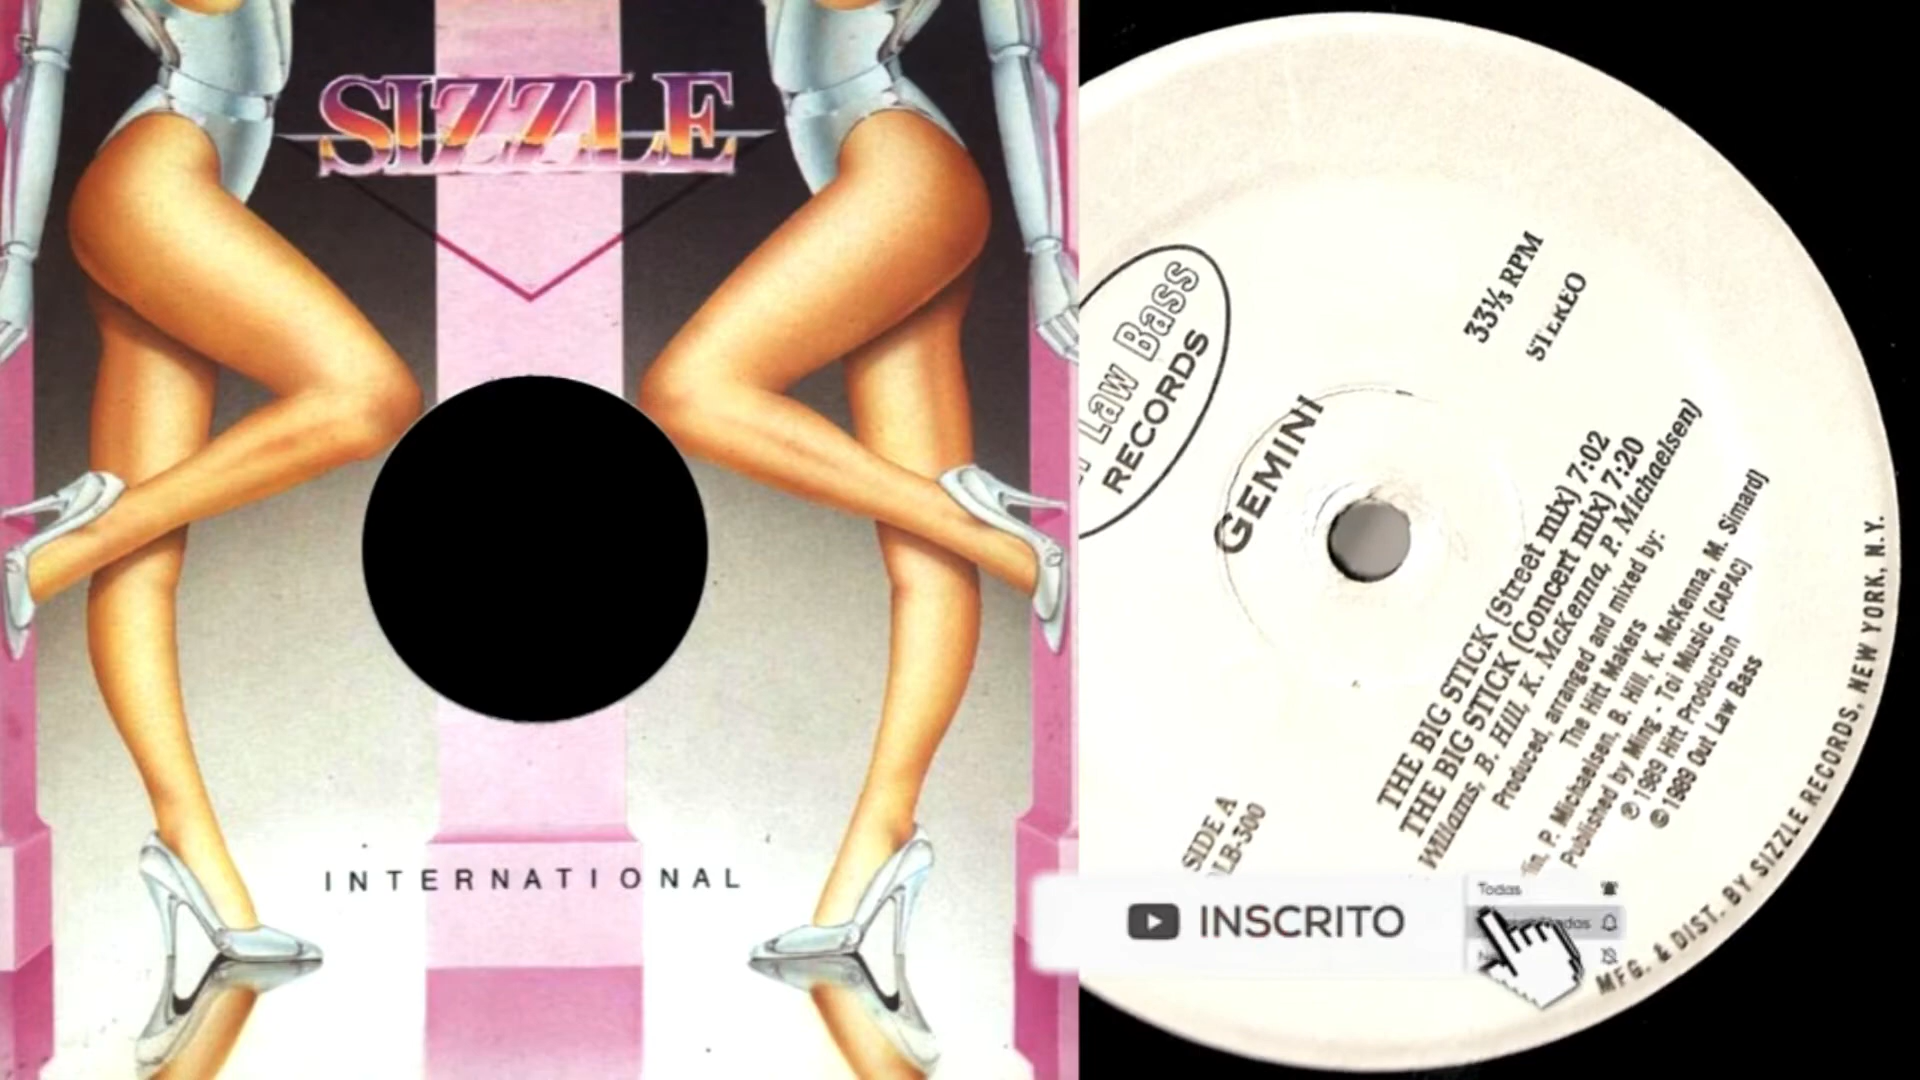 SIZZLE
INTERNATIONAL
Law Bass
RECORDS
33⅓ RPM
STEREO
GEMINI
THE BIG STICK (Street mix) 7:02
THE BIG STICK (Concert mix) 7:20
B. Hill, K. McKenna, P. Michaelsen)
Produced, arranged and mixed by:
The Hitt Makers
P. Michaelsen, B. Hill, K. McKenna, M. Simard)
Published by Ming - Toi Music (CAPAC)
℗ 1989 Hitt Production
© 1989 Out Law Bass
SIDE A
LB-300
MFG. & DIST. BY SIZZLE RECORDS, NEW YORK, N.Y.
INSCRITO
Todas